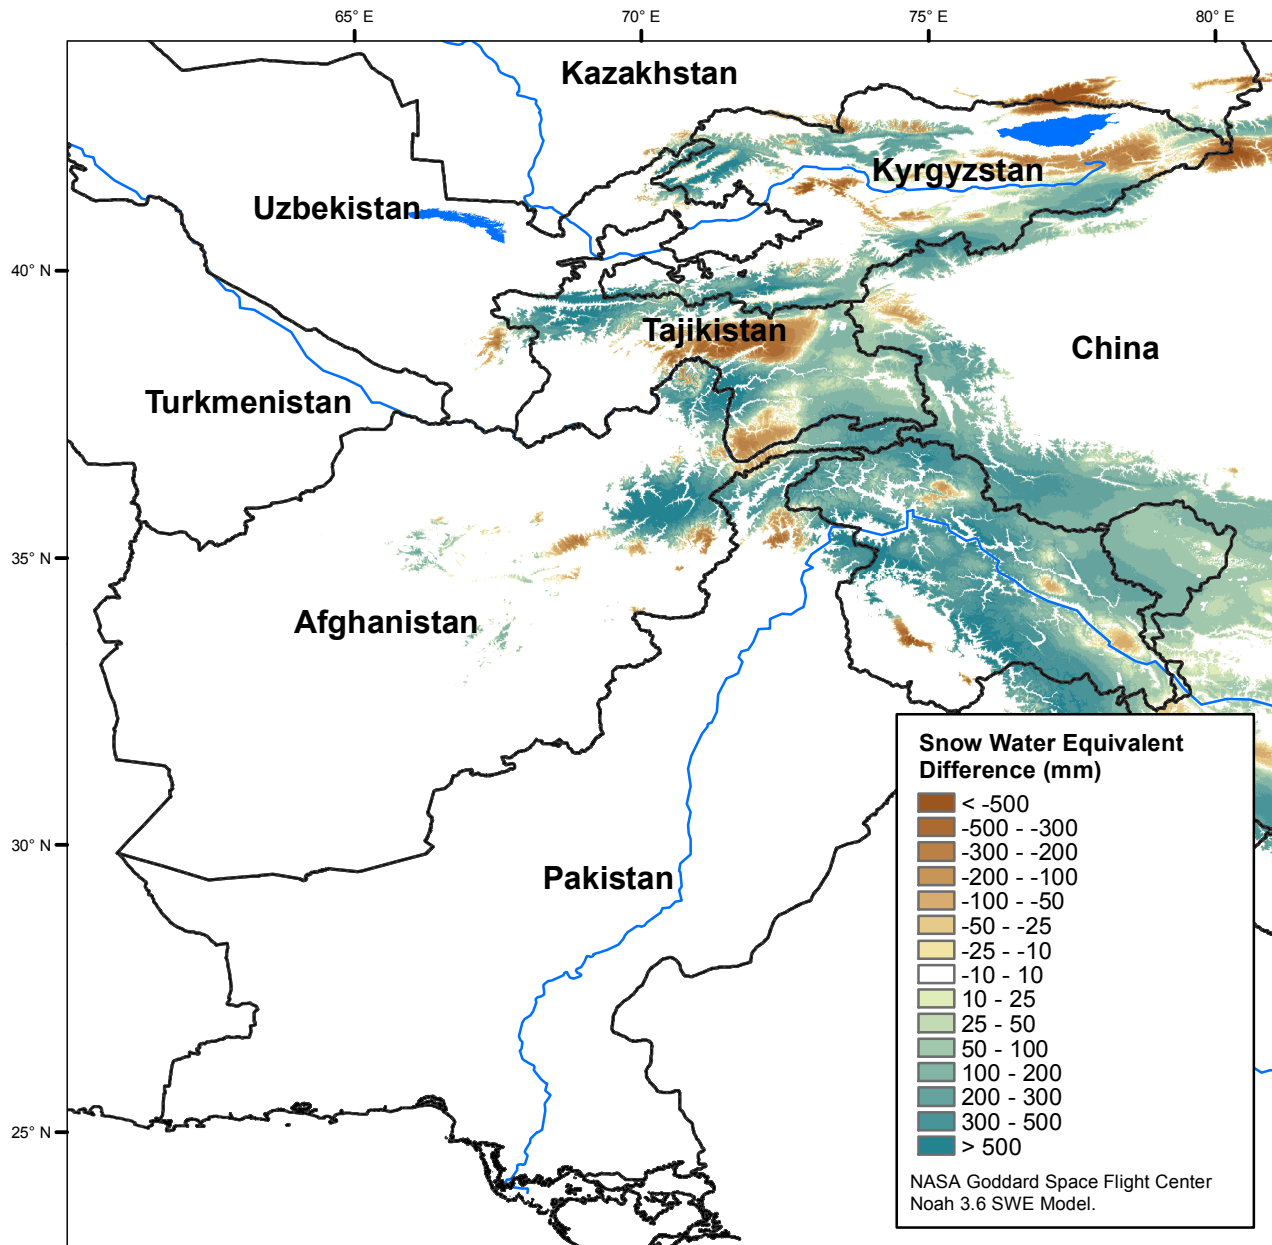 65° E
70° E
75° E
80° E
Kazakhstan
Kyrgyzstan
Uzbekistan
40° N
Tajikistan
China
Turkmenistan
35° N
Afghanistan
Snow Water Equivalent
Difference (mm)
< -500
-500 - -300
-300 - -200
-200 - -100
-100 - -50
-50 - -25
-25 - -10
-10 - 10
10 - 25
25 - 50
50 - 100
100 - 200
200 - 300
300 - 500
> 500
NASA Goddard Space Flight Center
Noah 3.6 SWE Model.
30° N
Pakistan
25° N